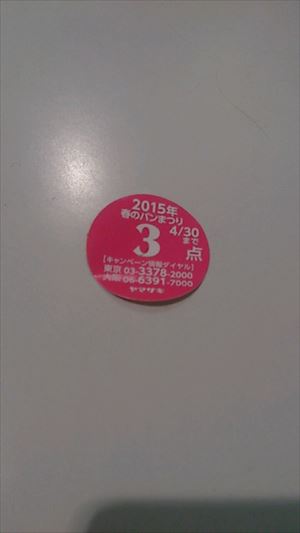 2015年
春のパンまつり
4/30
まで
3
点
【キャンペーン情報ダイヤル】
東京 03-3378-2000
大阪 06-6391-7000
ヤマザキ